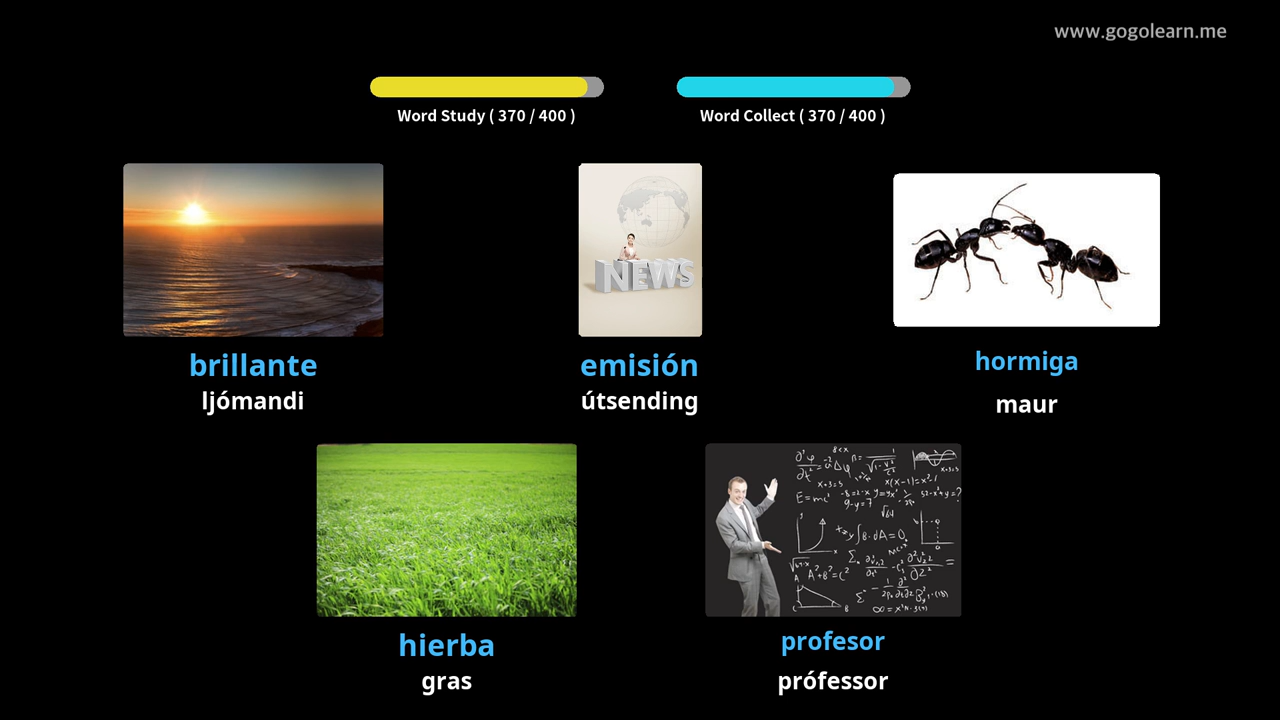 www.gogolearn.me
Word Study ( 370 / 400 )
Word Collect ( 370 / 400 )
NEWS
brillante
ljómandi
emisión
útsending
hormiga
maur
hierba
gras
profesor
prófessor